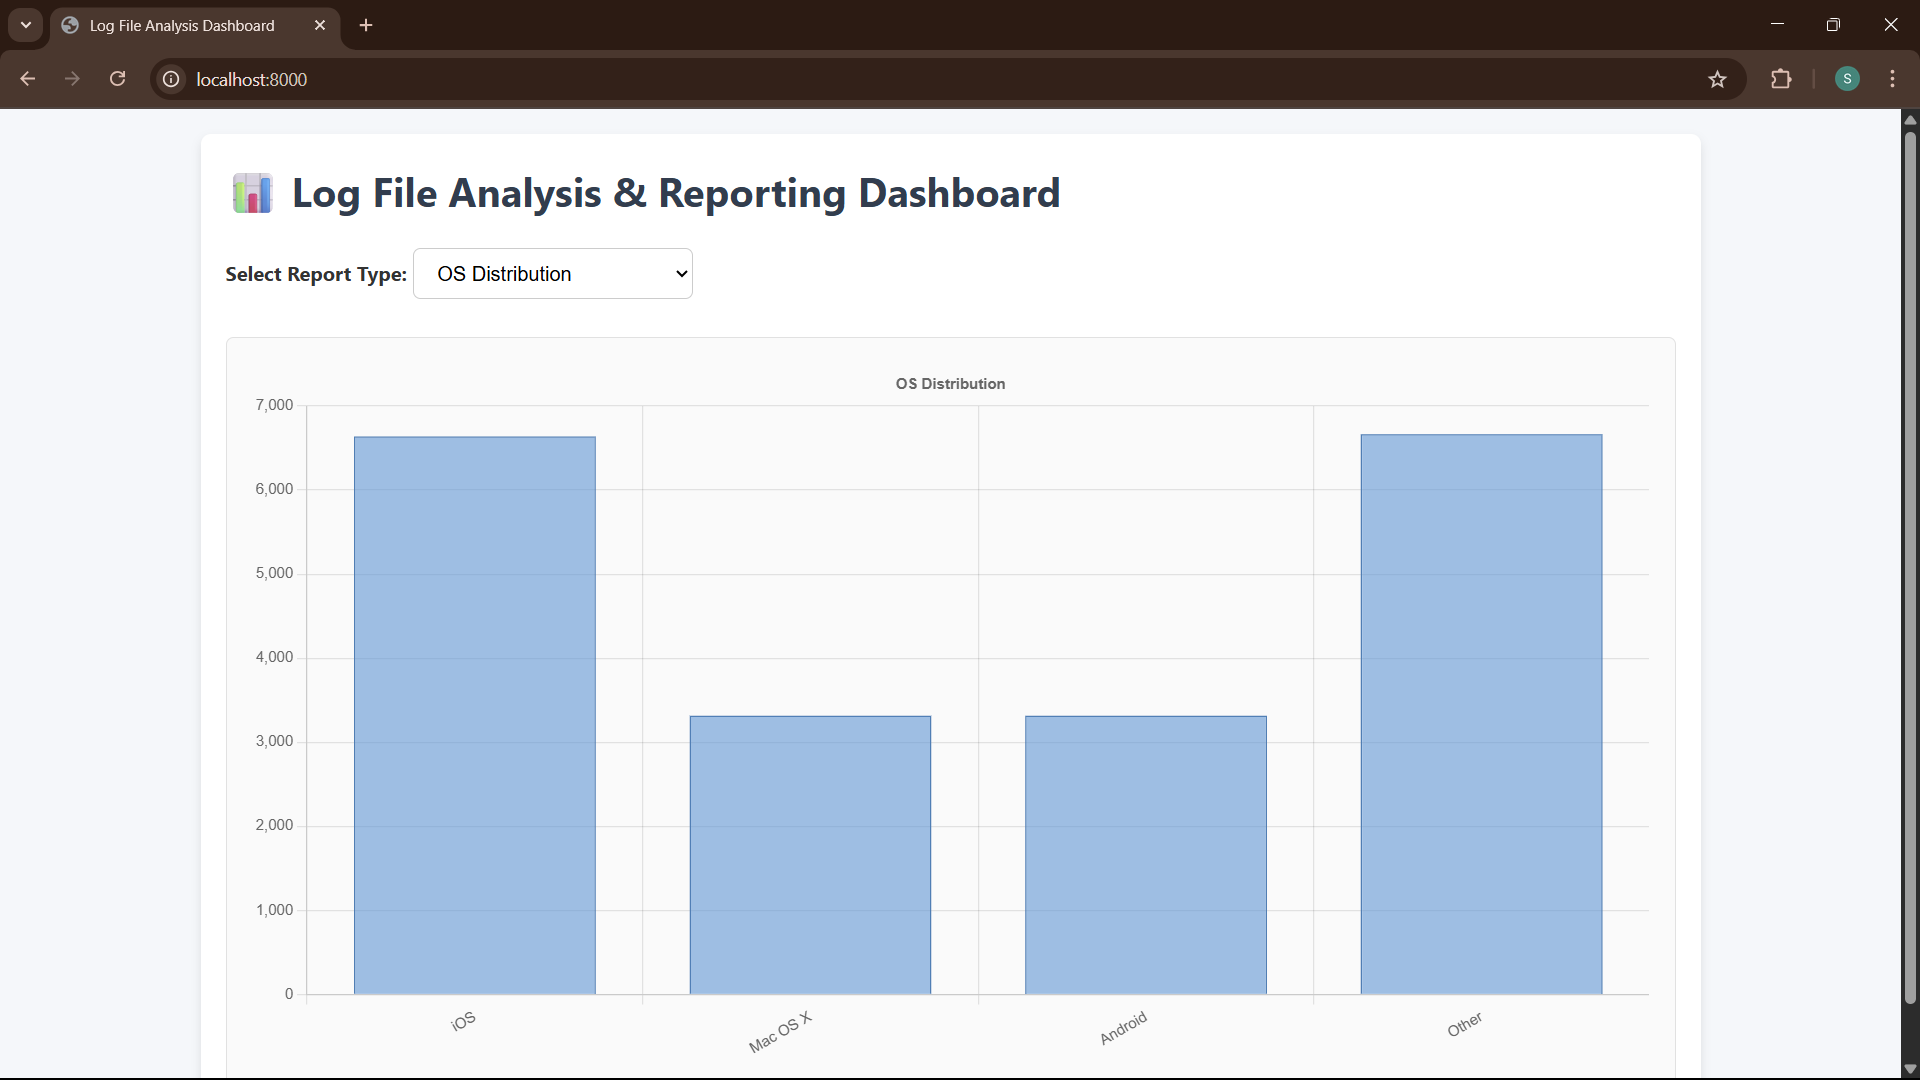 Log File Analysis Dashboard
localhost:8000
S
Log File Analysis & Reporting Dashboard
Select Report Type: OS Distribution
OS Distribution
7,000
6,000
5,000
4,000
3,000
2,000
1,000
0
iOS
Mac OS X
Android
Other